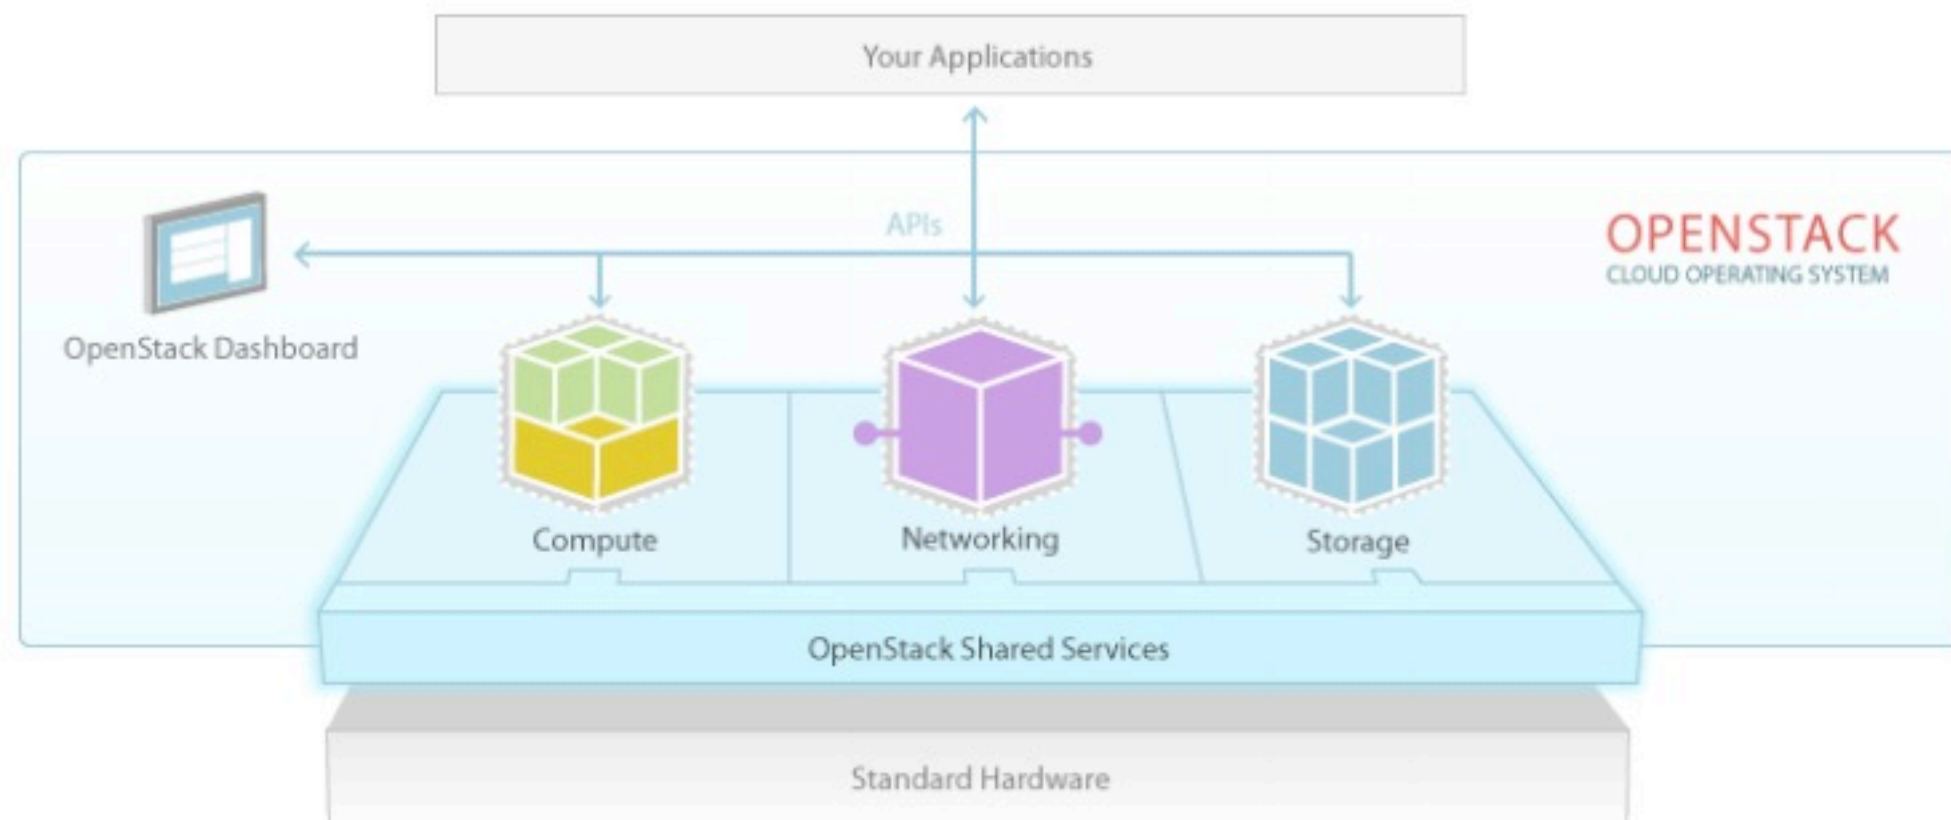 Your Applications
APIs
OPENSTACK
CLOUD OPERATING SYSTEM
OpenStack Dashboard
Compute
Networking
Storage
OpenStack Shared Services
Standard Hardware